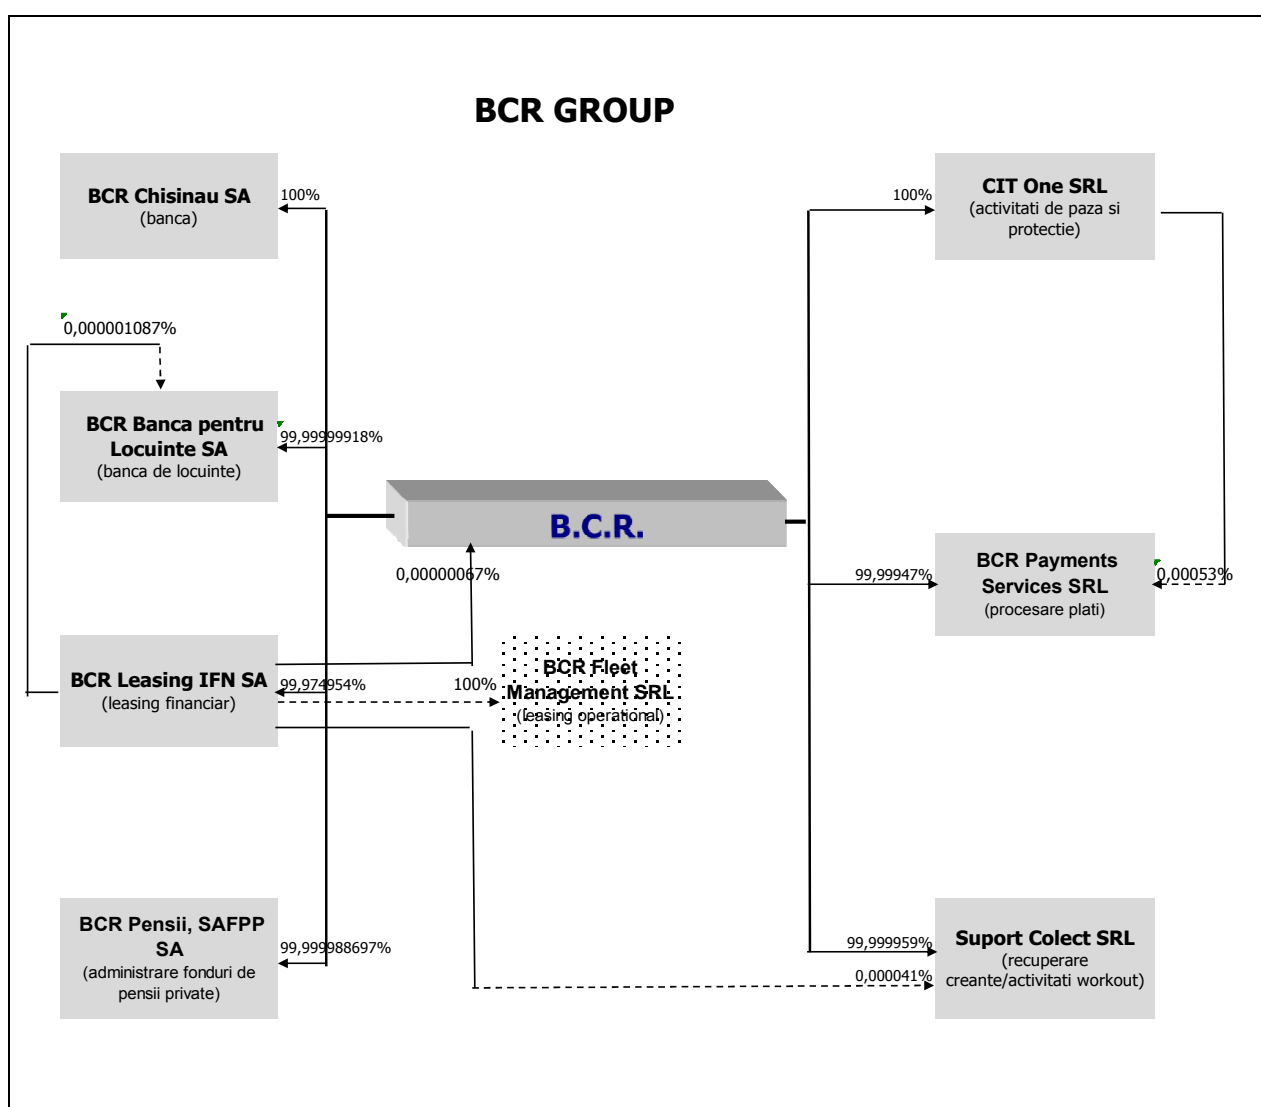 BCR GROUP
BCR Chisinau SA
(banca)
100%
100%
CIT One SRL
(activitati de paza si
protectie)
0,000001087%
BCR Banca pentru
Locuinte SA
(banca de locuinte)
99,99999918%
B.C.R.
0,00000067%
99,99947%
BCR Payments
Services SRL
(procesare plati)
0,00053%
BCR Leasing IFN SA
(leasing financiar)
99,974954%
100%
BCR Fleet
Management SRL
(leasing operational)
BCR Pensii, SAFPP
SA
(administrare fonduri de
pensii private)
99,999988697%
99,999959%
0,000041%
Suport Colect SRL
(recuperare
creante/activitati workout)